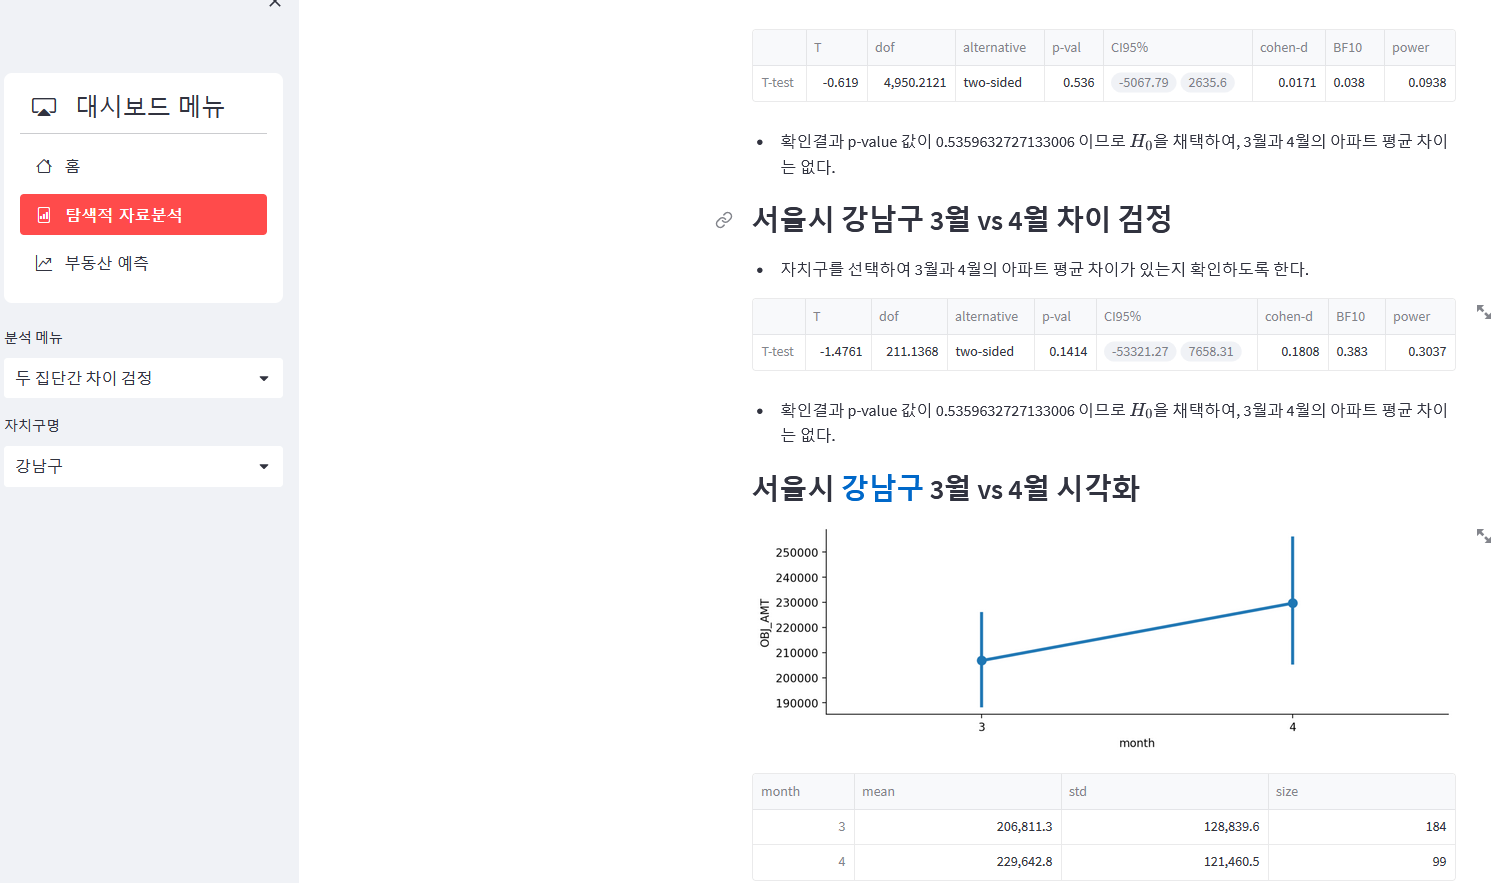 대시보드 메뉴
홈
탐색적 자료분석
부동산 예측
분석 메뉴
두 집단간 차이 검정
자치구명
강남구
T dof alternative p-val CI95% cohen-d BF10 power
T-test -0.619 4,950.2121 two-sided 0.536 -5067.79 2635.6 0.0171 0.038 0.0938
• 확인결과 p-value 값이 0.5359632727133006 이므로 H0을 채택하여, 3월과 4월의 아파트 평균 차이
는 없다.
서울시 강남구 3월 vs 4월 차이 검정
• 자치구를 선택하여 3월과 4월의 아파트 평균 차이가 있는지 확인하도록 한다.
T dof alternative p-val CI95% cohen-d BF10 power
T-test -1.4761 211.1368 two-sided 0.1414 -53321.27 7658.31 0.1808 0.383 0.3037
• 확인결과 p-value 값이 0.5359632727133006 이므로 H0을 채택하여, 3월과 4월의 아파트 평균 차이
는 없다.
서울시 강남구 3월 vs 4월 시각화
250000
240000
230000
220000
210000
200000
190000
OBJ_AMT
3 4
month
month mean std size
3 206,811.3 128,839.6 184
4 229,642.8 121,460.5 99